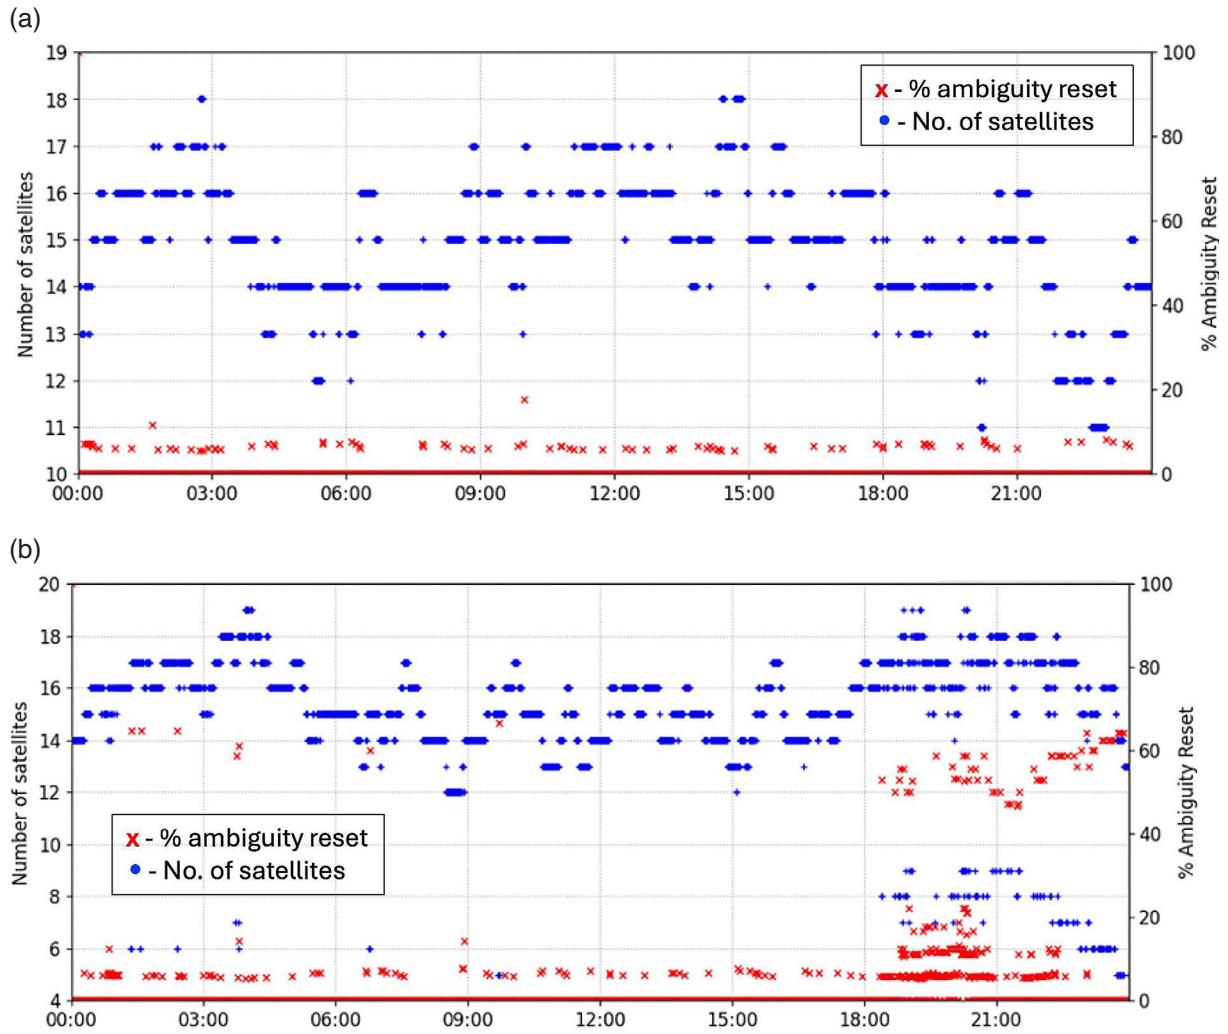 (a)
19
18
17
16
15
14
13
12
11
10
Number of satellites
100
80
60
40
20
0
% Ambiguity Reset
x - % ambiguity reset
• - No. of satellites
00:00 03:00 06:00 09:00 12:00 15:00 18:00 21:00
(b)
20
18
16
14
12
10
8
6
4
Number of satellites
100
80
60
40
20
0
% Ambiguity Reset
x - % ambiguity reset
• - No. of satellites
00:00 03:00 06:00 09:00 12:00 15:00 18:00 21:00